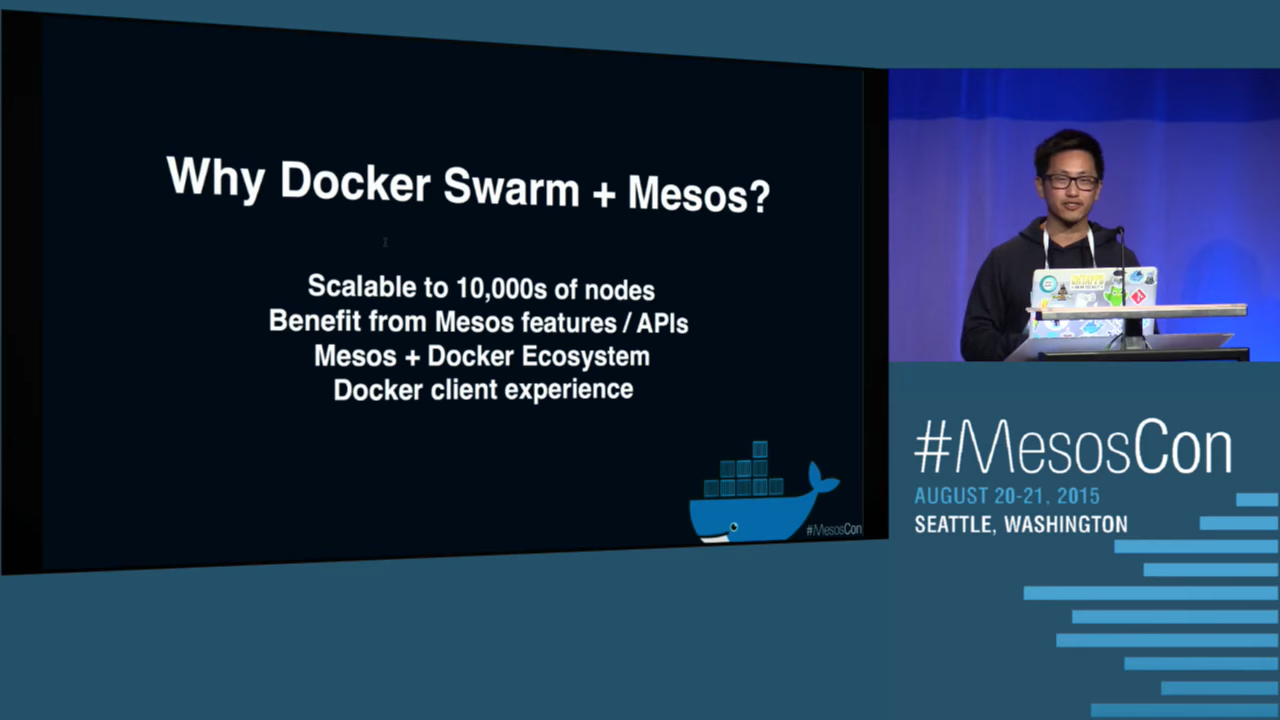 Why Docker Swarm + Mesos?
Scalable to 10,000s of nodes
Benefit from Mesos features / APIs
Mesos + Docker Ecosystem
Docker client experience
#MesosCon
#MesosCon
AUGUST 20-21, 2015
SEATTLE, WASHINGTON